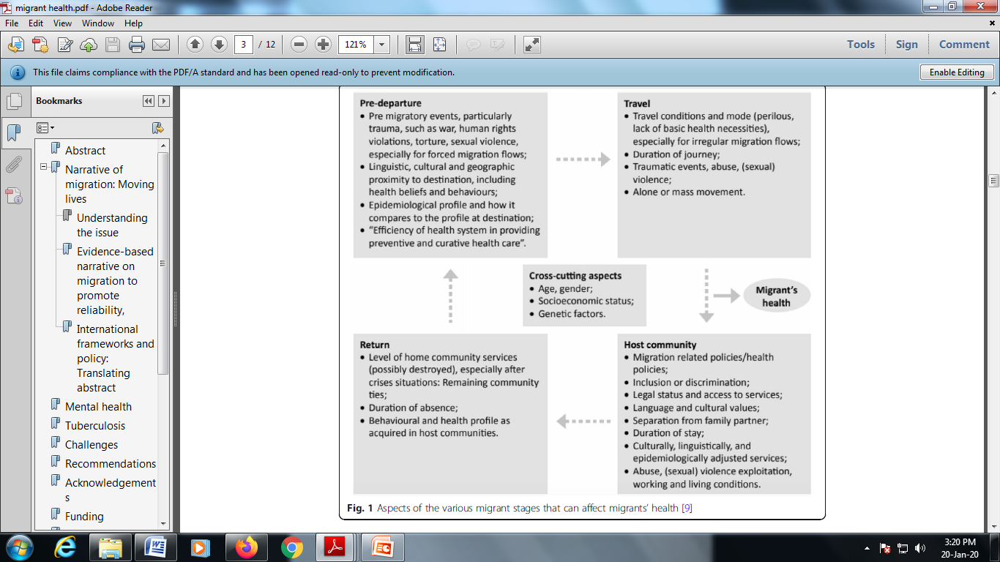 migrant health.pdf - Adobe Reader
File Edit View Window Help
3 / 12
121%
Tools Sign Comment
This file claims compliance with the PDF/A standard and has been opened read-only to prevent modification.
Enable Editing
Bookmarks
Abstract
Narrative of
migration: Moving
lives
Understanding
the issue
Evidence-based
narrative on
migration to
promote
reliability,
International
frameworks and
policy:
Translating
abstract
Mental health
Tuberculosis
Challenges
Recommendations
Acknowledgement
s
Funding
Pre-departure
• Pre migratory events, particularly
trauma, such as war, human rights
violations, torture, sexual violence,
especially for forced migration flows;
• Linguistic, cultural and geographic
proximity to destination, including
health beliefs and behaviours;
• Epidemiological profile and how it
compares to the profile at destination;
• “Efficiency of health system in providing
preventive and curative health care”.
Travel
• Travel conditions and mode (perilous,
lack of basic health necessities),
especially for irregular migration flows;
• Duration of journey;
• Traumatic events, abuse, (sexual)
violence;
• Alone or mass movement.
Cross-cutting aspects
• Age, gender;
• Socioeconomic status;
• Genetic factors.
Migrant’s
health
Return
• Level of home community services
(possibly destroyed), especially after
crises situations: Remaining community
ties;
• Duration of absence;
• Behavioural and health profile as
acquired in host communities.
Host community
• Migration related policies/health
policies;
• Inclusion or discrimination;
• Legal status and access to services;
• Language and cultural values;
• Separation from family partner;
• Duration of stay;
• Culturally, linguistically, and
epidemiologically adjusted services;
• Abuse, (sexual) violence exploitation,
working and living conditions.
Fig. 1 Aspects of the various migrant stages that can affect migrants’ health [9]
3:20 PM
20-Jan-20